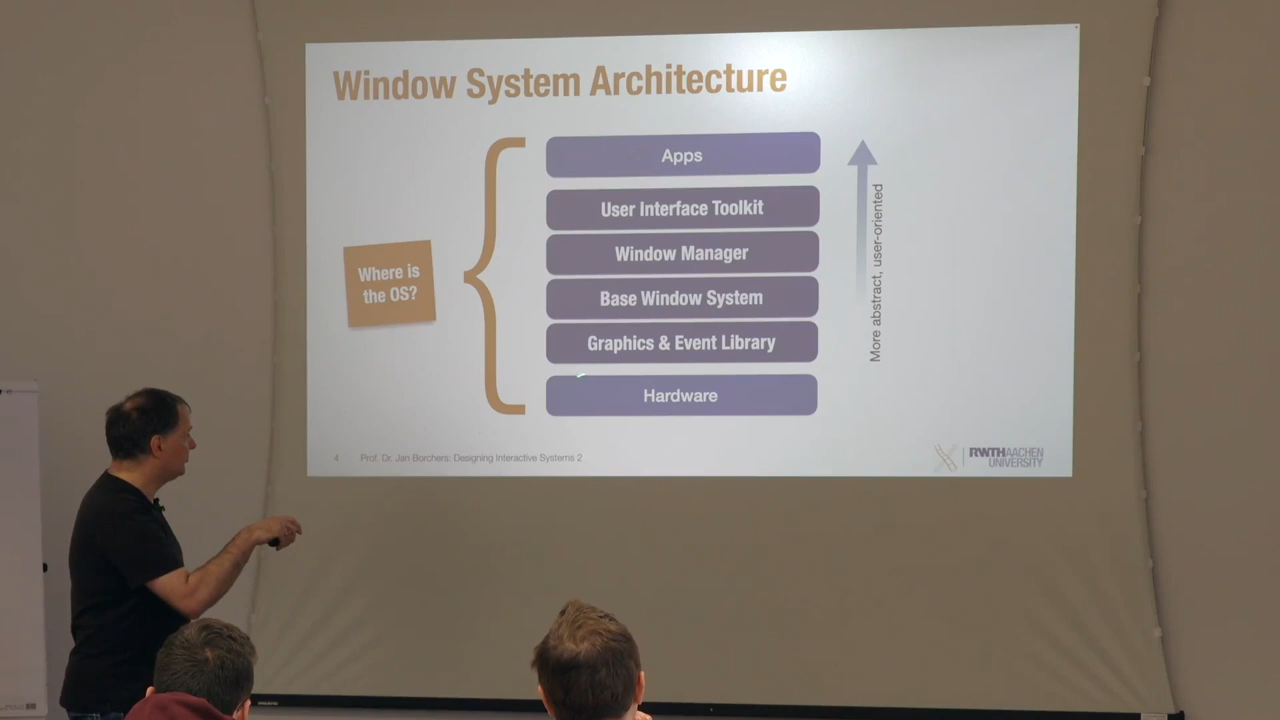 Window System Architecture
Apps
User Interface Toolkit
Window Manager
Base Window System
Graphics & Event Library
Hardware
Where is
the OS?
More abstract, user-oriented
4
Prof. Dr. Jan Borchers: Designing Interactive Systems 2
RWTHAACHEN
UNIVERSITY